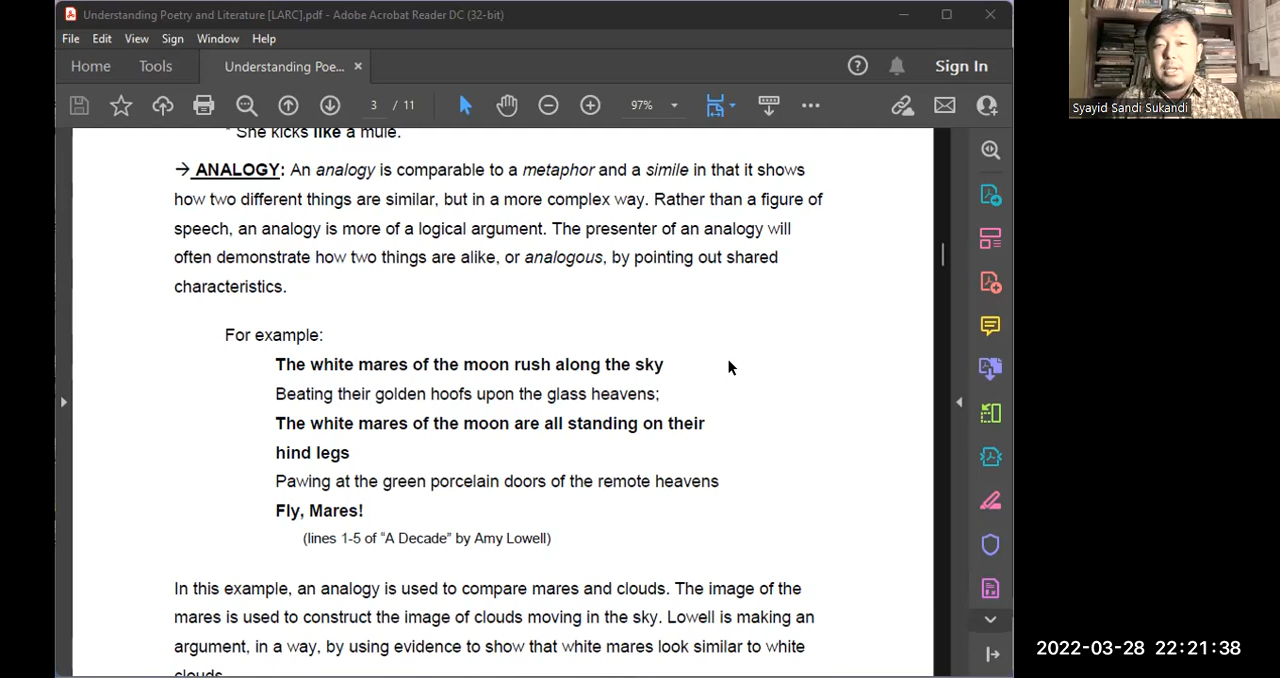 Understanding Poetry and Literature [LARC].pdf - Adobe Acrobat Reader DC (32-bit)
File Edit View Sign Window Help
Home Tools Understanding Poe... × Sign In
3 / 11 97%
* She kicks like a mule.
→ ANALOGY: An analogy is comparable to a metaphor and a simile in that it shows
how two different things are similar, but in a more complex way. Rather than a figure of
speech, an analogy is more of a logical argument. The presenter of an analogy will
often demonstrate how two things are alike, or analogous, by pointing out shared
characteristics.
For example:
The white mares of the moon rush along the sky
Beating their golden hoofs upon the glass heavens;
The white mares of the moon are all standing on their
hind legs
Pawing at the green porcelain doors of the remote heavens
Fly, Mares!
(lines 1-5 of “A Decade” by Amy Lowell)
In this example, an analogy is used to compare mares and clouds. The image of the
mares is used to construct the image of clouds moving in the sky. Lowell is making an
argument, in a way, by using evidence to show that white mares look similar to white
clouds.
Syayid Sandi Sukandi
2022-03-28 22:21:38